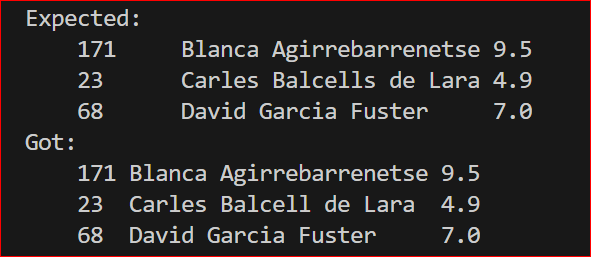 Expected:
    171     Blanca Agirrebarrenetse 9.5
    23      Carles Balcells de Lara 4.9
    68      David Garcia Fuster     7.0
Got:
    171 Blanca Agirrebarrenetse 9.5
    23  Carles Balcell de Lara  4.9
    68  David Garcia Fuster     7.0